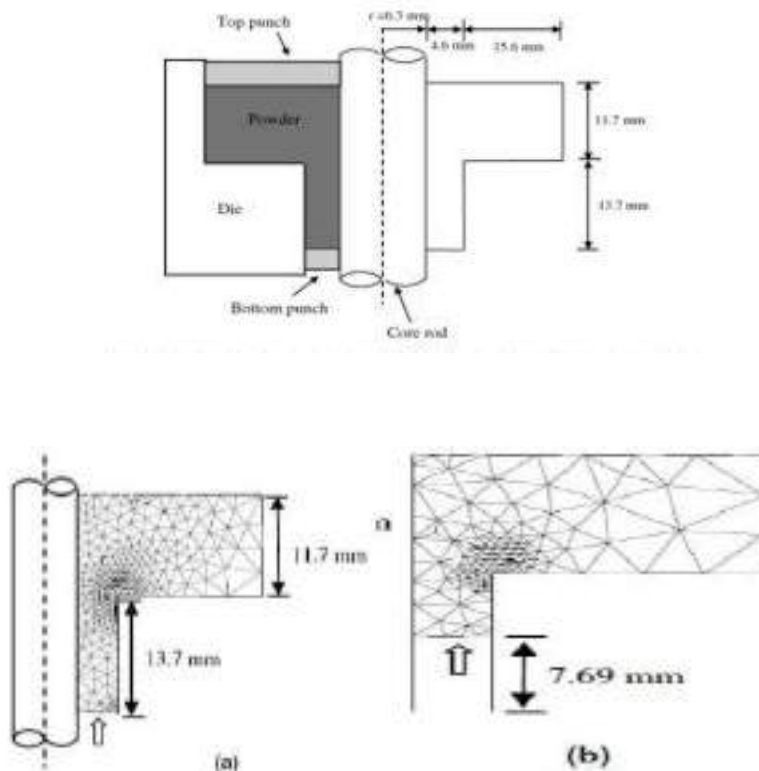 Top punch
r =6.3 mm
4.6 mm
15.6 mm
Powder
11.7 mm
Die
13.7 mm
Bottom punch
Core rod
n
11.7 mm
13.7 mm
7.69 mm
(a)
(b)